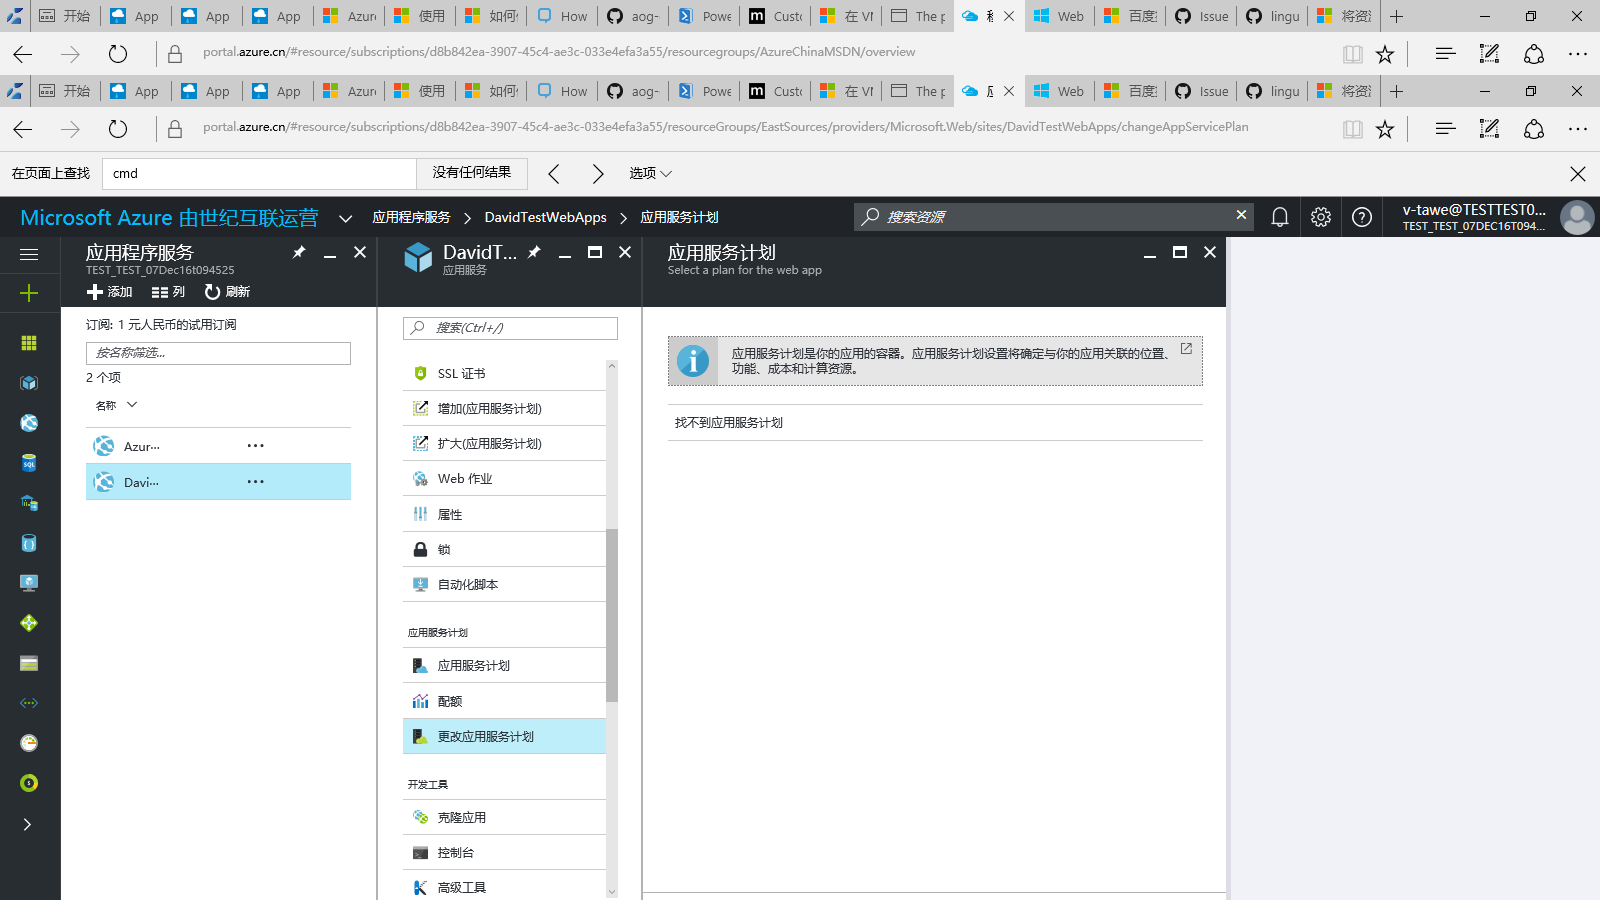 开始
App
App
App
Azure
使用
如何
How
aog-
Powe
Custo
在 VM
The p
Web
百度
Issue
lingu
将资源
portal.azure.cn/#resource/subscriptions/d8b842ea-3907-45c4-ae3c-033e4efa3a55/resourcegroups/AzureChinaMSDN/overview
开始
App
App
App
Azure
使用
如何
How
aog-
Powe
Custo
在 VM
The p
Web
百度
Issue
lingu
将资源
portal.azure.cn/#resource/subscriptions/d8b842ea-3907-45c4-ae3c-033e4efa3a55/resourceGroups/EastSources/providers/Microsoft.Web/sites/DavidTestWebApps/changeAppServicePlan
在页面上查找 cmd 没有任何结果 选项
Microsoft Azure 由世纪互联运营 应用程序服务 DavidTestWebApps 应用服务计划 搜索资源 v-tawe@TESTTEST0...
TEST_TEST_07DEC16T094...
应用程序服务
TEST_TEST_07Dec16t094525
添加 列 刷新
订阅: 1 元人民币的试用订阅
按名称筛选...
2 个项
名称
Azur...
Davi...
DavidT...
应用服务
搜索(Ctrl+/)
SSL 证书
增加(应用服务计划)
扩大(应用服务计划)
Web 作业
属性
锁
自动化脚本
应用服务计划
应用服务计划
配额
更改应用服务计划
开发工具
克隆应用
控制台
高级工具
应用服务计划
Select a plan for the web app
应用服务计划是你的应用的容器。应用服务计划设置将确定与你的应用关联的位置、
功能、成本和计算资源。
找不到应用服务计划